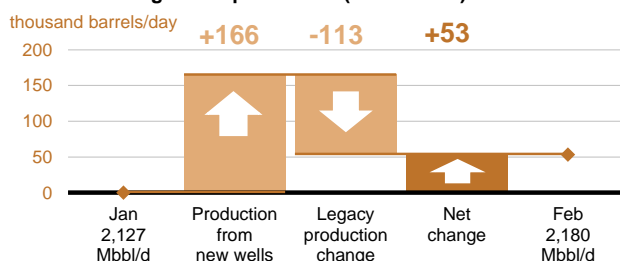 thousand barrels/day
+166 -113 +53
200
150
100
50
0
Jan
2,127
Mbbl/d
Production
from
new wells
Legacy
production
change
Net
change
Feb
2,180
Mbbl/d